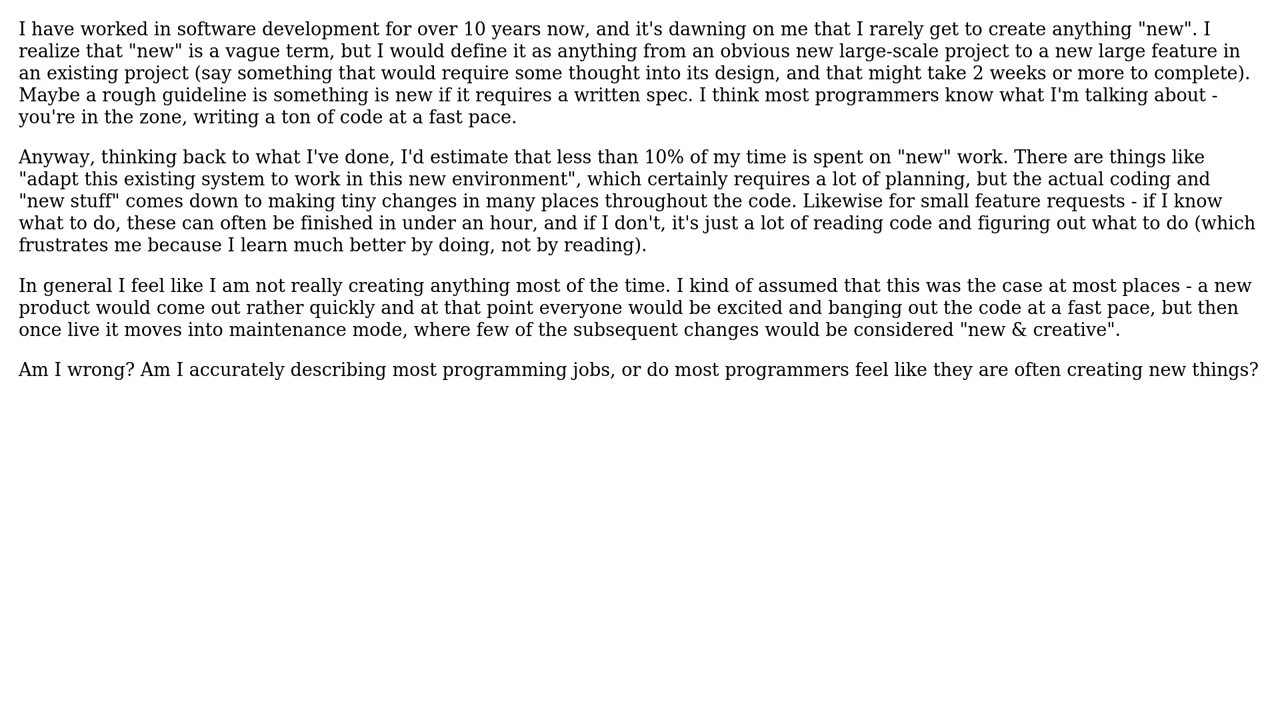 I have worked in software development for over 10 years now, and it's dawning on me that I rarely get to create anything "new". I
realize that "new" is a vague term, but I would define it as anything from an obvious new large-scale project to a new large feature in
an existing project (say something that would require some thought into its design, and that might take 2 weeks or more to complete).
Maybe a rough guideline is something is new if it requires a written spec. I think most programmers know what I'm talking about -
you're in the zone, writing a ton of code at a fast pace.
Anyway, thinking back to what I've done, I'd estimate that less than 10% of my time is spent on "new" work. There are things like
"adapt this existing system to work in this new environment", which certainly requires a lot of planning, but the actual coding and
"new stuff" comes down to making tiny changes in many places throughout the code. Likewise for small feature requests - if I know
what to do, these can often be finished in under an hour, and if I don't, it's just a lot of reading code and figuring out what to do (which
frustrates me because I learn much better by doing, not by reading).
In general I feel like I am not really creating anything most of the time. I kind of assumed that this was the case at most places - a new
product would come out rather quickly and at that point everyone would be excited and banging out the code at a fast pace, but then
once live it moves into maintenance mode, where few of the subsequent changes would be considered "new & creative".
Am I wrong? Am I accurately describing most programming jobs, or do most programmers feel like they are often creating new things?